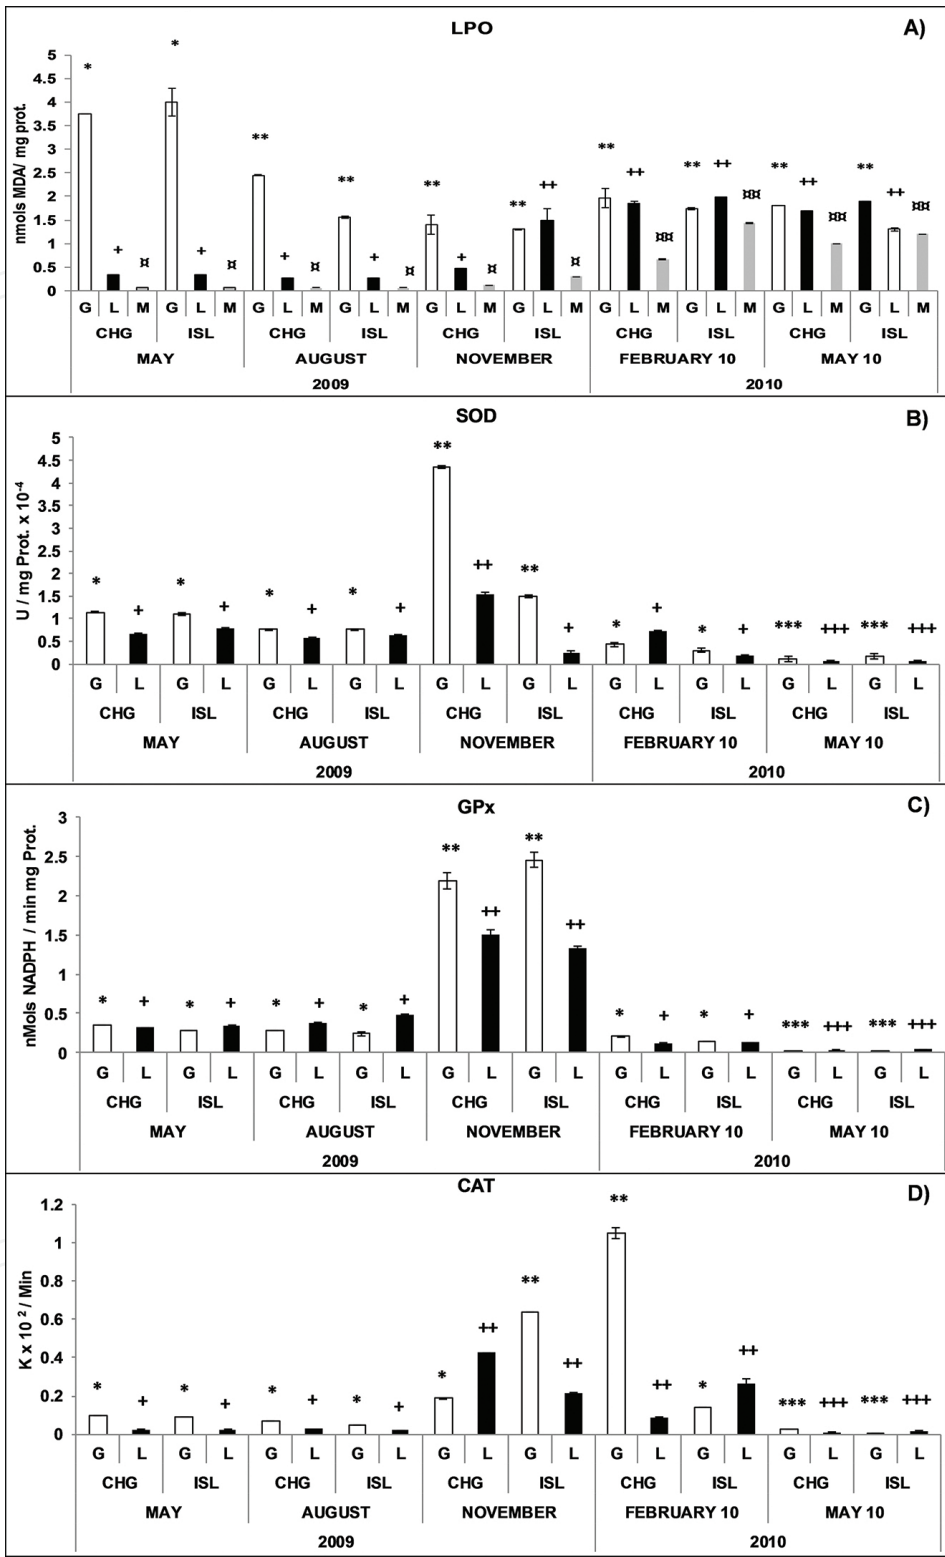 LPO
A)
nmols MDA/ mg prot.
5
4.5
4
3.5
3
2.5
2
1.5
1
0.5
0
* * ** ** ** ** ** ** ** **
+ + + + + ++ ++ ++ ++ ++
¤ ¤ ¤ ¤ ¤ ¤ ¤¤ ¤¤ ¤¤ ¤¤
G L M G L M G L M G L M G L M G L M G L M G L M G L M G L M
CHG ISL CHG ISL CHG ISL CHG ISL CHG ISL
MAY AUGUST NOVEMBER FEBRUARY 10 MAY 10
2009 2010
SOD
B)
U / mg Prot. x 10-4
5
4.5
4
3.5
3
2.5
2
1.5
1
0.5
0
* + * + * + * + ** ++ ** + * + * + *** +++ *** +++
G L G L G L G L G L G L G L G L G L G L
CHG ISL CHG ISL CHG ISL CHG ISL CHG ISL
MAY AUGUST NOVEMBER FEBRUARY 10 MAY 10
2009 2010
GPx
C)
nMols NADPH / min mg Prot.
3
2.5
2
1.5
1
0.5
0
* + * + * + * + ** ++ ** ++ * + * + *** +++ *** +++
G L G L G L G L G L G L G L G L G L G L
CHG ISL CHG ISL CHG ISL CHG ISL CHG ISL
MAY AUGUST NOVEMBER FEBRUARY 10 MAY 10
2009 2010
CAT
D)
K x 10 2 / Min
1.2
1
0.8
0.6
0.4
0.2
0
* + * + * + * + * ++ ** ++ ** ++ * ++ *** +++ *** +++
G L G L G L G L G L G L G L G L G L G L
CHG ISL CHG ISL CHG ISL CHG ISL CHG ISL
MAY AUGUST NOVEMBER FEBRUARY 10 MAY 10
2009 2010